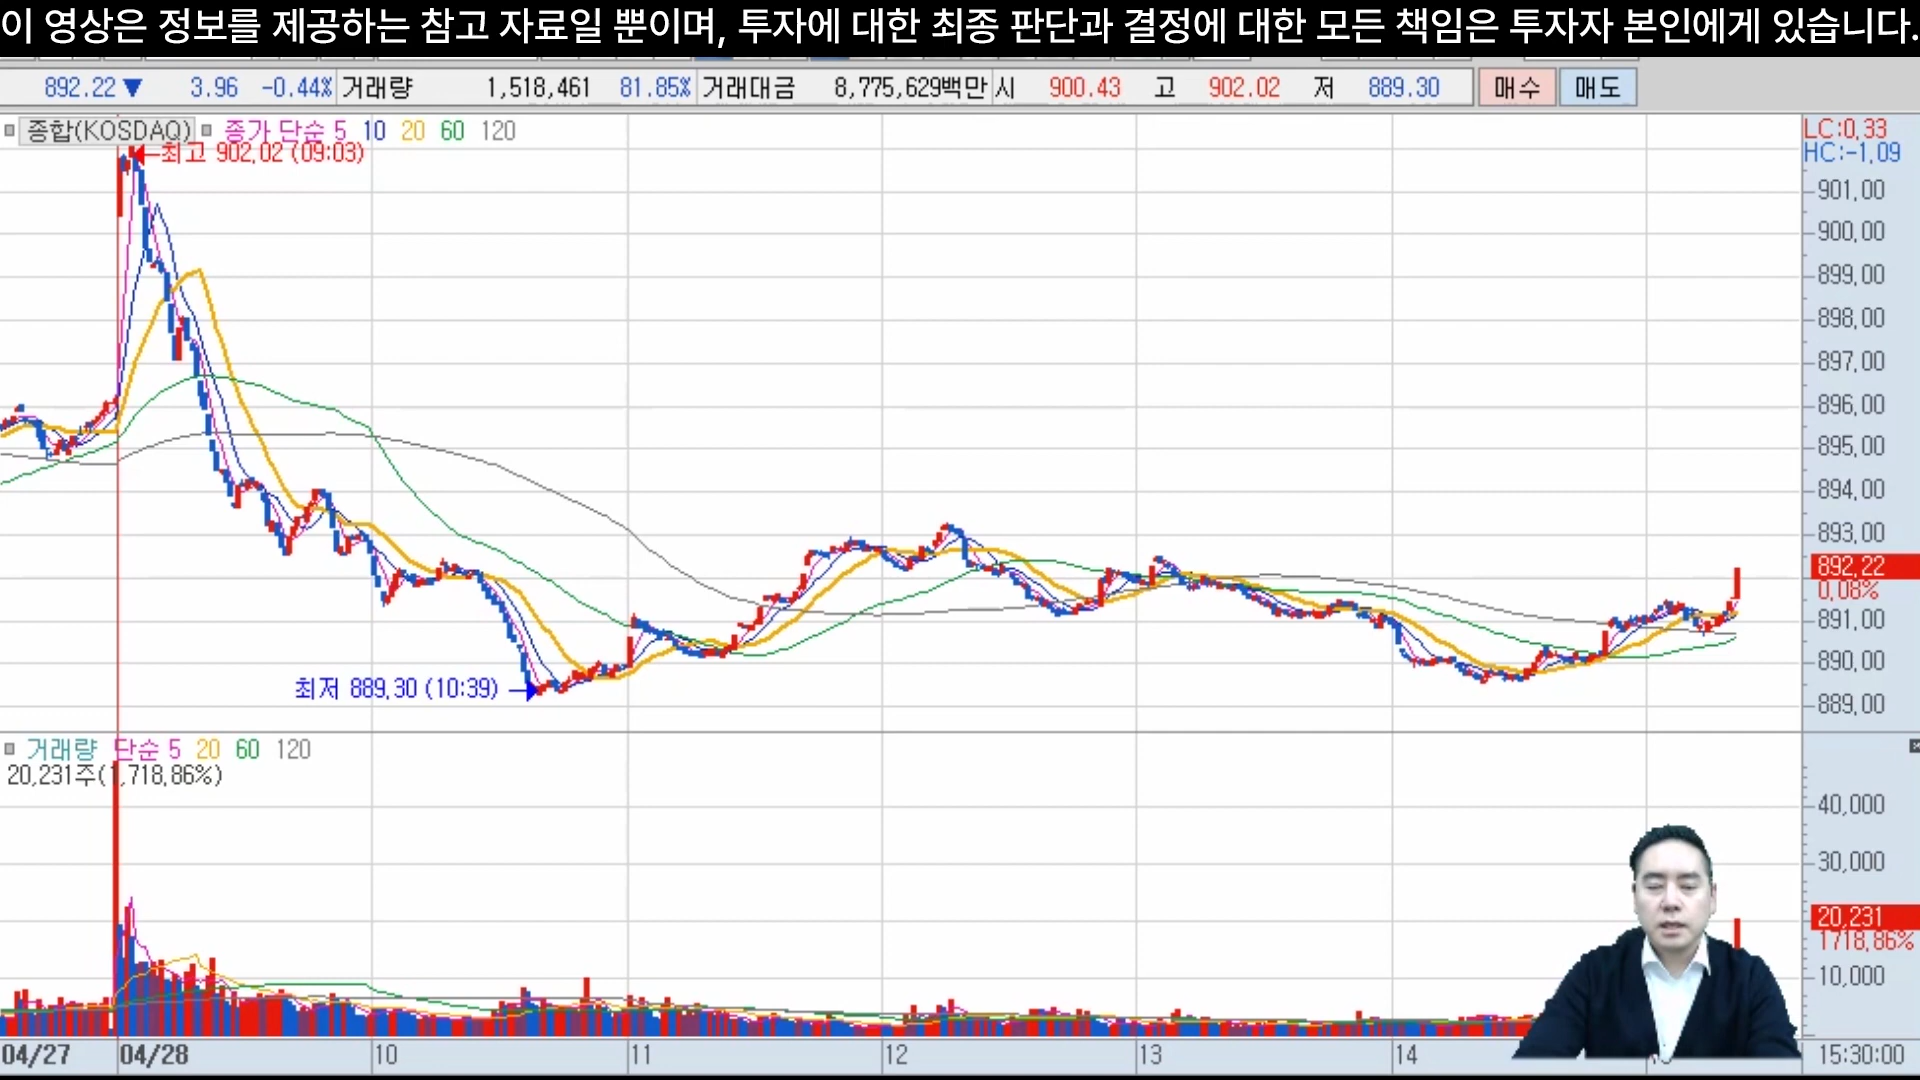 이 영상은 정보를 제공하는 참고 자료일 뿐이며, 투자에 대한 최종 판단과 결정에 대한 모든 책임은 투자자 본인에게 있습니다.
892.22 ▼ 3.96 -0.44% 거래량 1,518,461 81.85% 거래대금 8,775,629백만 시 900.43 고 902.02 저 889.30 매수 매도
종합(KOSDAQ) 종가 단순 5 10 20 60 120
LC:0.33
HC:-1.09
최고 902.02 (09:03)
901.00
900.00
899.00
898.00
897.00
896.00
895.00
894.00
893.00
892.22
0.08%
891.00
890.00
889.00
최저 889.30 (10:39)
거래량 단순 5 20 60 120
20,231주(1,718.86%)
40,000
30,000
20,231
1718.86%
10,000
04/27 04/28 10 11 12 13 14 15:30:00